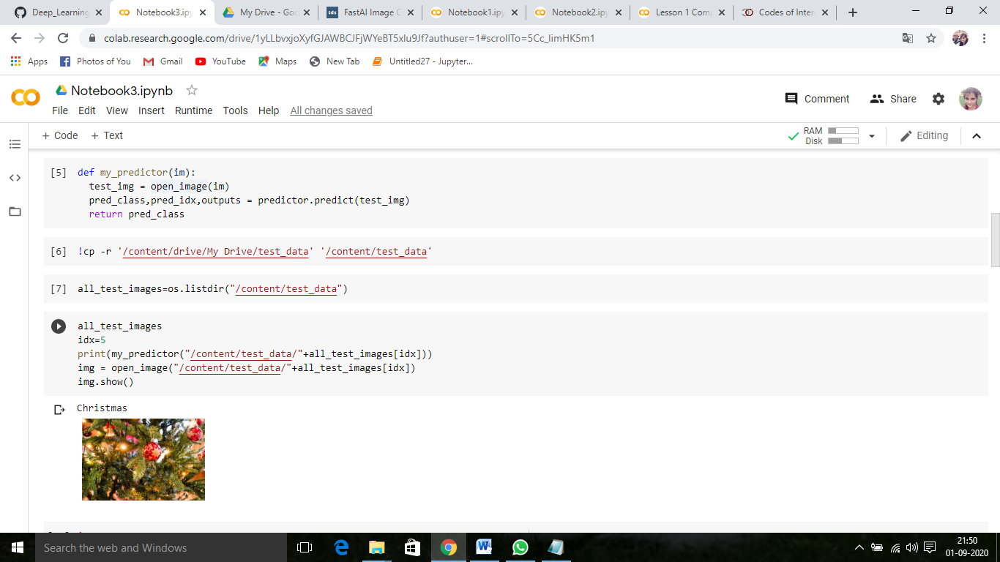 Deep_Learning
Notebook3.ipy
My Drive - Goo
FastAI Image C
Notebook1.ipy
Notebook2.ipy
Lesson 1 Comp
Codes of Inter
colab.research.google.com/drive/1yLLbvxjoXyfGJAWBCJFjWYeBT5xlu9Jf?authuser=1#scrollTo=5Cc_limHK5m1
Apps
Photos of You
Gmail
YouTube
Maps
New Tab
Untitled27 - Jupyter...
Notebook3.ipynb
Comment
Share
File Edit View Insert Runtime Tools Help All changes saved
+ Code + Text
RAM
Disk
Editing
[5] def my_predictor(im):
test_img = open_image(im)
pred_class,pred_idx,outputs = predictor.predict(test_img)
return pred_class
[6] !cp -r '/content/drive/My Drive/test_data' '/content/test_data'
[7] all_test_images=os.listdir("/content/test_data")
all_test_images
idx=5
print(my_predictor("/content/test_data/"+all_test_images[idx]))
img = open_image("/content/test_data/"+all_test_images[idx])
img.show()
Christmas
Search the web and Windows
21:50
01-09-2020